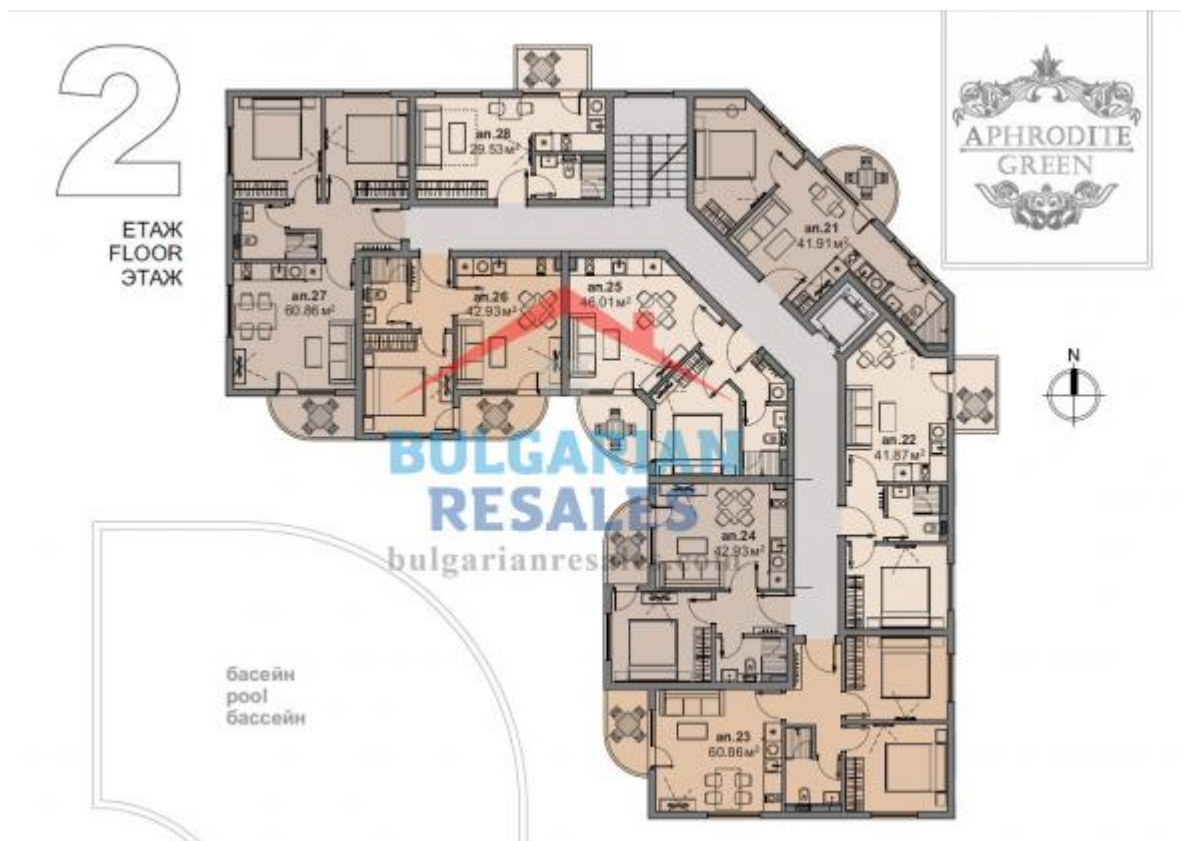 2
ЕТАЖ
FLOOR
ЭТАЖ
APHRODITE
GREEN
ап.28
29.53 м²
ап.21
41.91 м²
ап.27
60.86 м²
ап.26
42.93 м²
ап.25
46.01 м²
N
ап.22
41.87 м²
BULGARIAN
RESALES
bulgarianresales.com
ап.24
42.93 м²
басейн
pool
бассейн
ап.23
60.86 м²